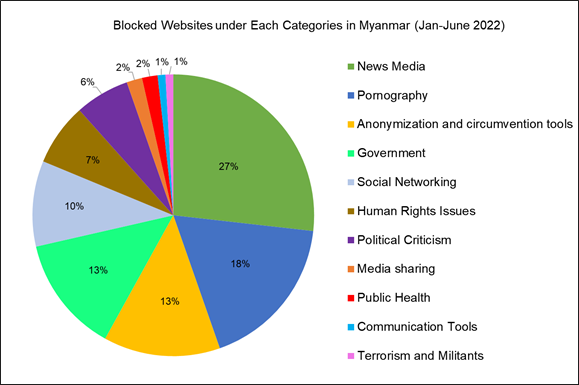 Blocked Websites under Each Categories in Myanmar (Jan-June 2022)
27%
18%
13%
13%
10%
7%
6%
2%
2%
1%
1%
News Media
Pornography
Anonymization and circumvention tools
Government
Social Networking
Human Rights Issues
Political Criticism
Media sharing
Public Health
Communication Tools
Terrorism and Militants